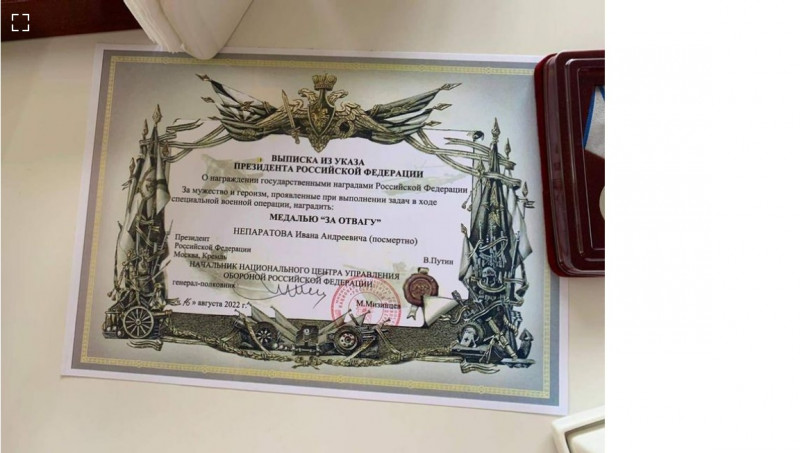 ВЫПИСКА ИЗ УКАЗА
ПРЕЗИДЕНТА РОССИЙСКОЙ ФЕДЕРАЦИИ
О награждении государственными наградами Российской Федерации
За мужество и героизм, проявленные при выполнении задач в ходе
специальной военной операции, наградить:
МЕДАЛЬЮ "ЗА ОТВАГУ"
НЕПАРАТОВА Ивана Андреевича (посмертно)
Президент
Российской Федерации
Москва, Кремль
В.Путин
НАЧАЛЬНИК НАЦИОНАЛЬНОГО ЦЕНТРА УПРАВЛЕНИЯ
ОБОРОНОЙ РОССИЙСКОЙ ФЕДЕРАЦИИ
генерал-полковник
М.Мизинцев
августа 2022 г.